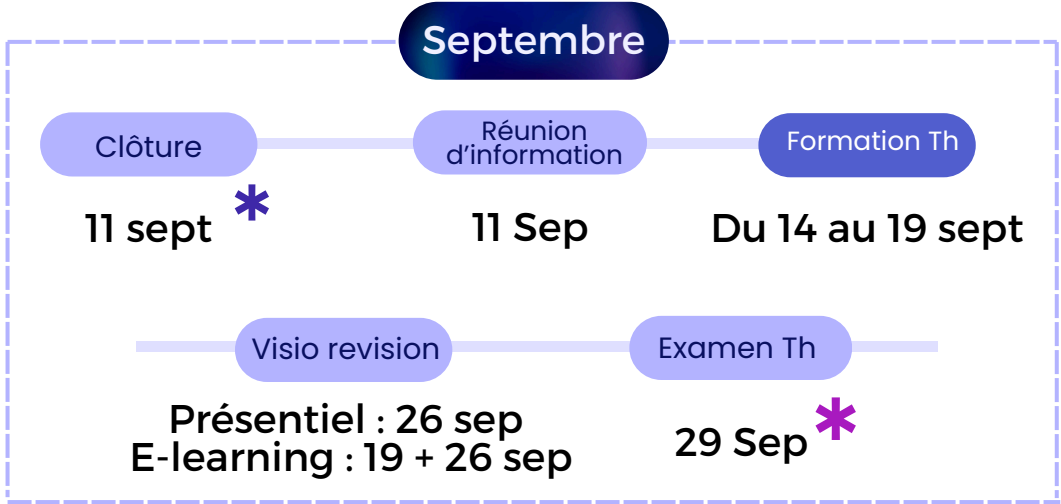 Septembre
Clôture
Réunion
d'information
Formation Th
11 sept *
11 Sep
Du 14 au 19 sept
Visio revision
Examen Th
Présentiel : 26 sep
E-learning : 19 + 26 sep
29 Sep *